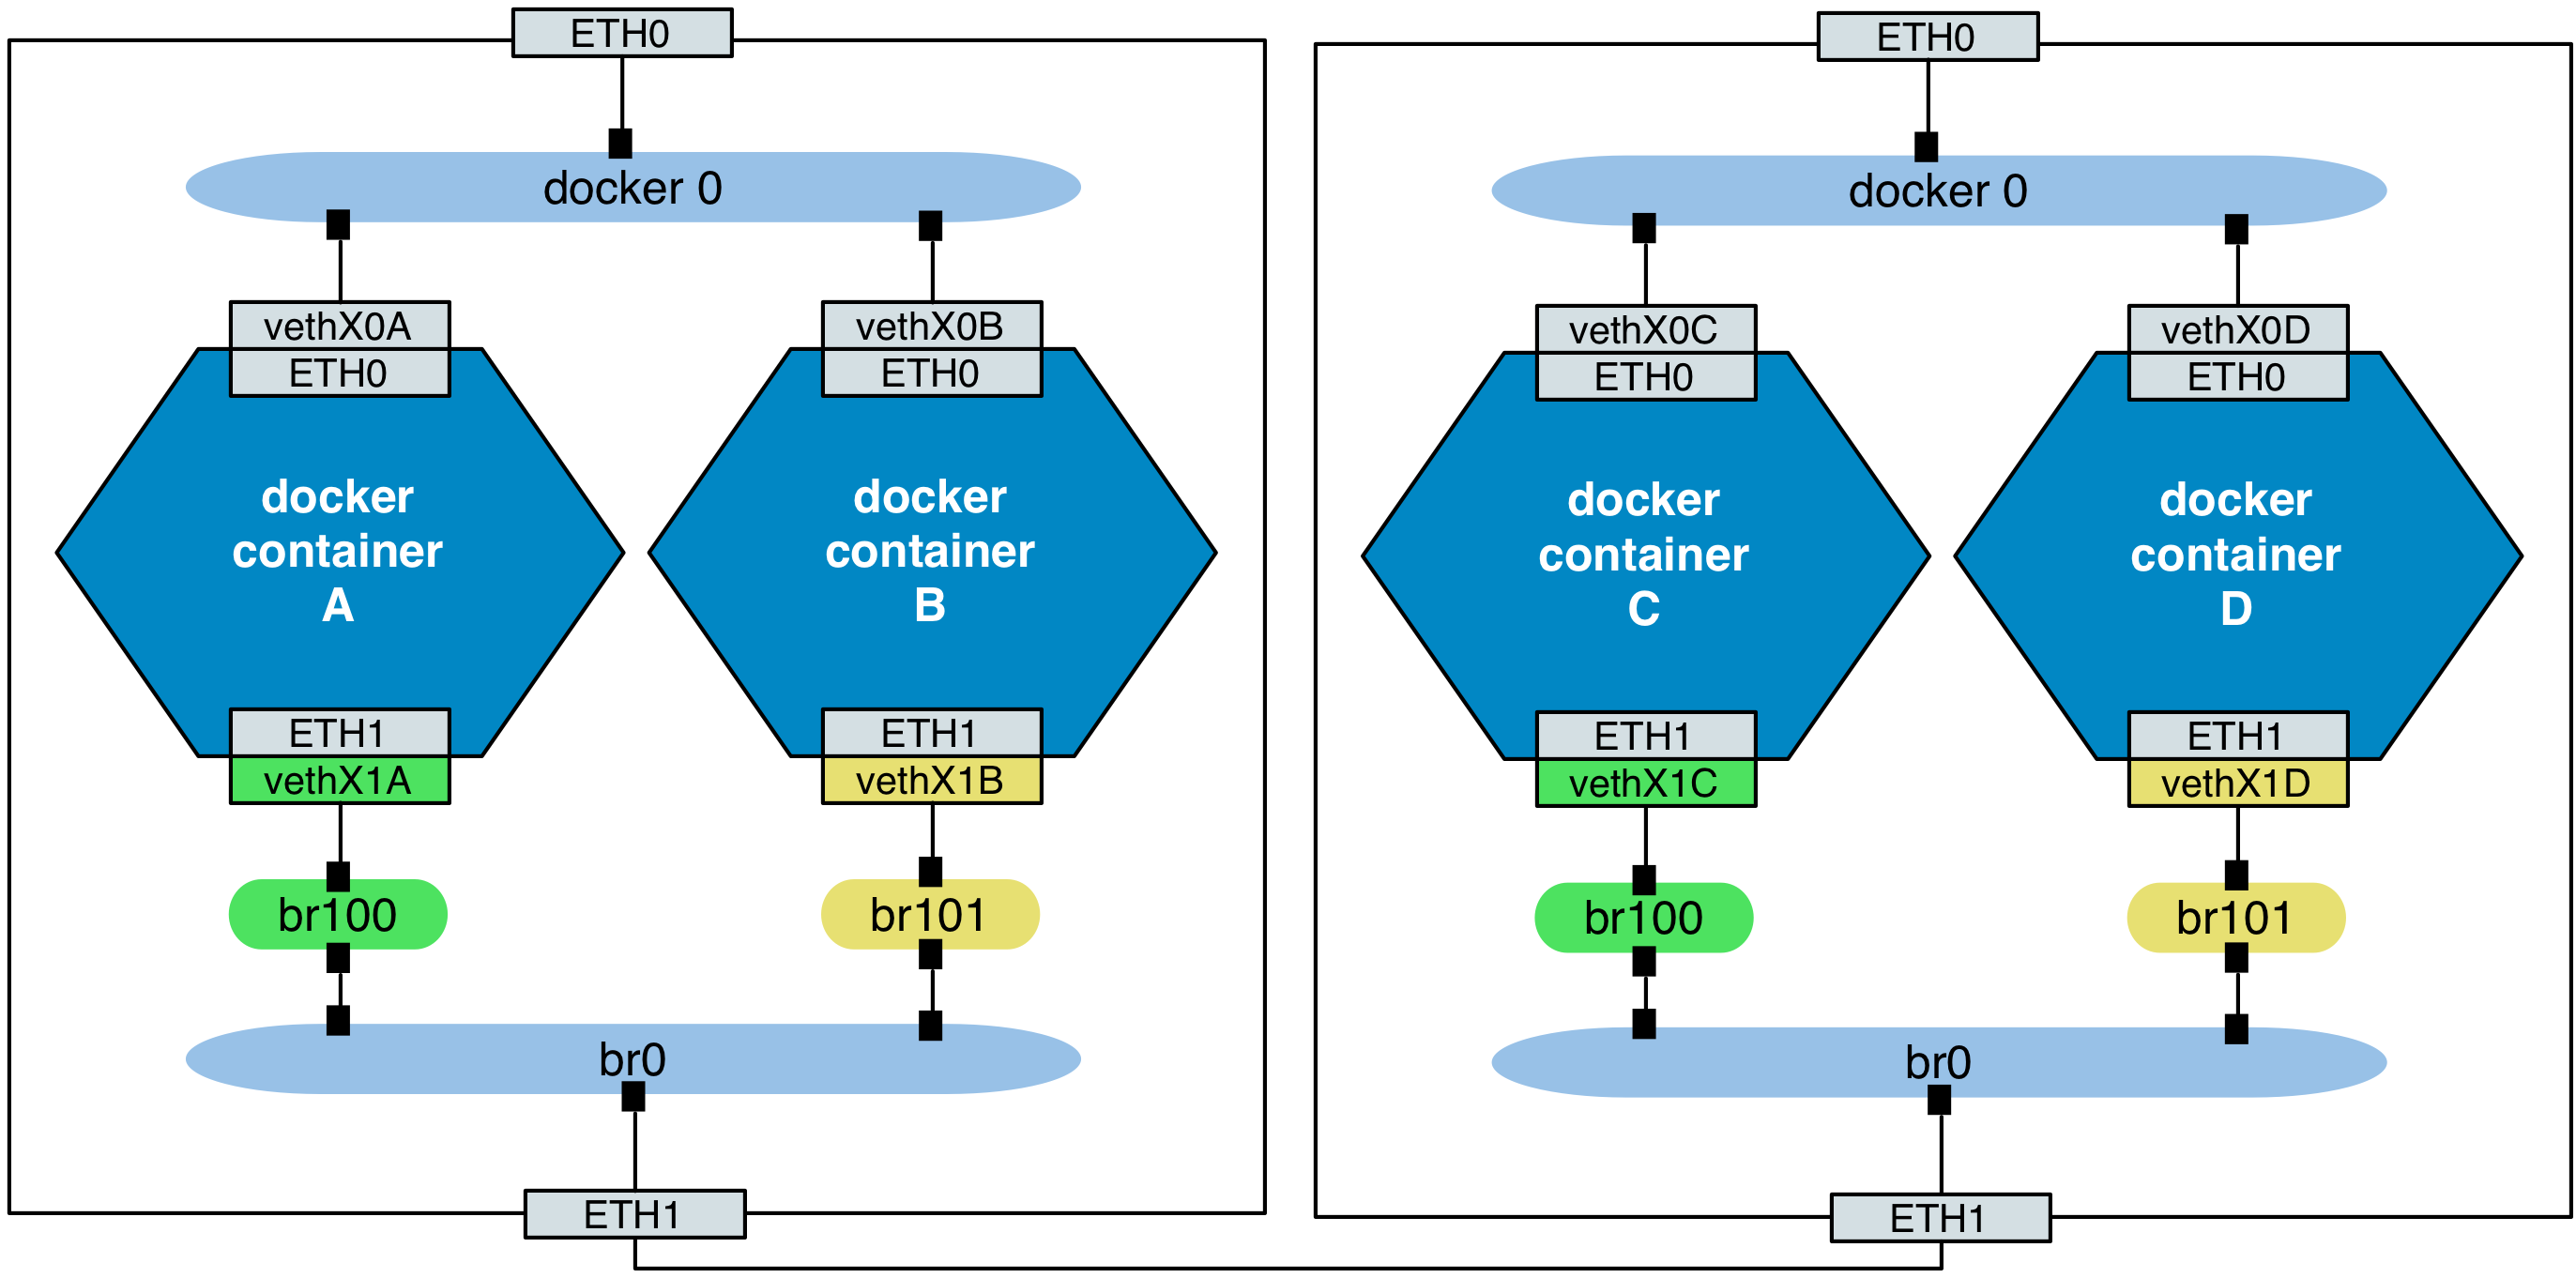 ETH0
docker 0
vethX0A
ETH0
vethX0B
ETH0
docker
container
A
docker
container
B
ETH1
vethX1A
ETH1
vethX1B
br100
br101
br0
ETH1
ETH0
docker 0
vethX0C
ETH0
vethX0D
ETH0
docker
container
C
docker
container
D
ETH1
vethX1C
ETH1
vethX1D
br100
br101
br0
ETH1